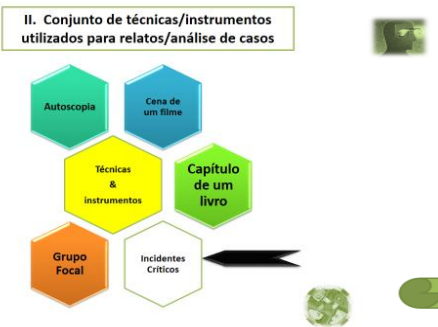 II. Conjunto de técnicas/instrumentos
utilizados para relatos/análise de casos
Autoscopia
Cena de
um filme
Técnicas
&
instrumentos
Capítulo
de um
livro
Grupo
Focal
Incidentes
Críticos